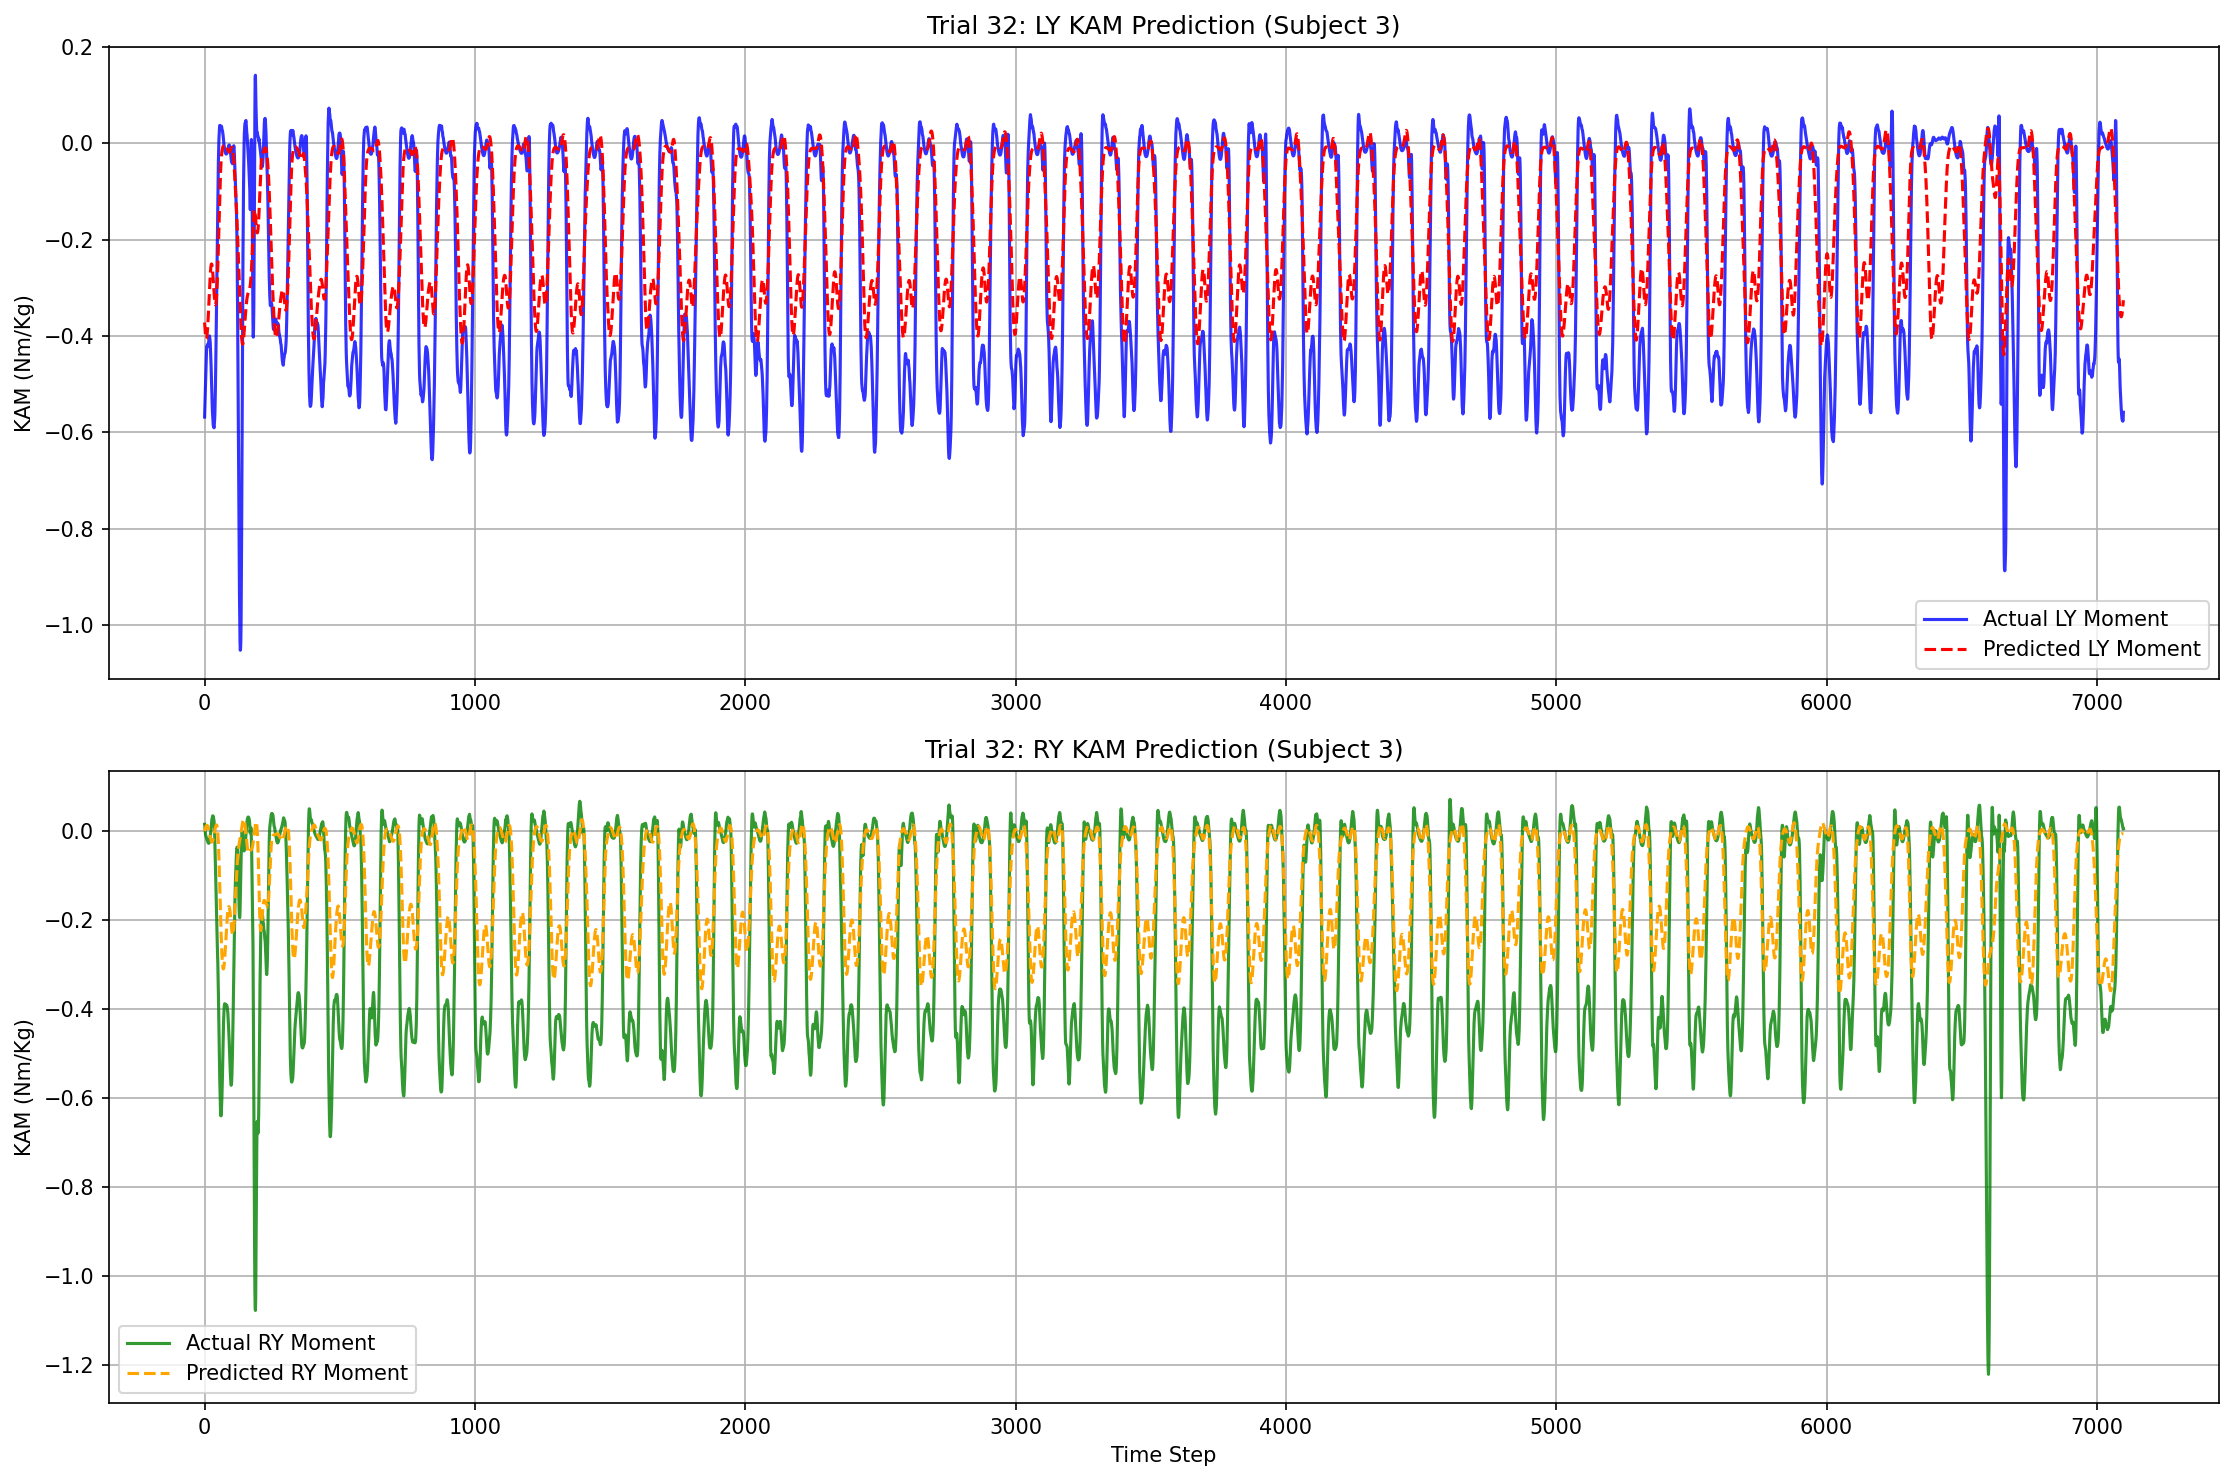 Trial 32: LY KAM Prediction (Subject 3)
KAM (Nm/Kg)
0.2
0.0
−0.2
−0.4
−0.6
−0.8
−1.0
Actual LY Moment
Predicted LY Moment
0 1000 2000 3000 4000 5000 6000 7000
Trial 32: RY KAM Prediction (Subject 3)
KAM (Nm/Kg)
0.0
−0.2
−0.4
−0.6
−0.8
−1.0
−1.2
Actual RY Moment
Predicted RY Moment
0 1000 2000 3000 4000 5000 6000 7000
Time Step